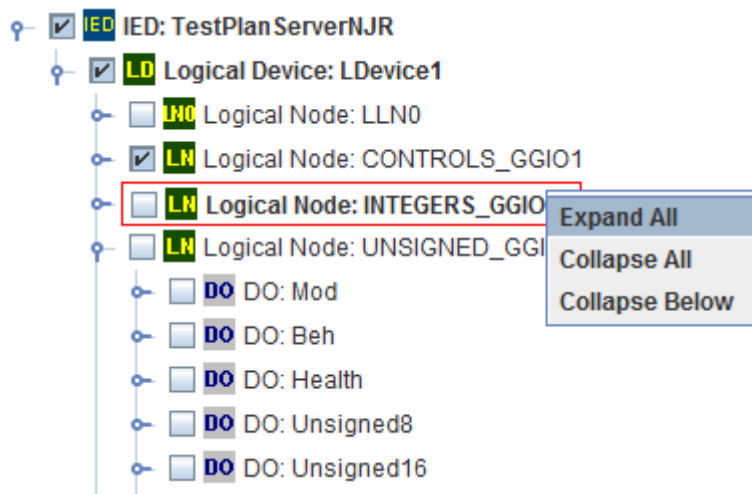 IED IED: TestPlanServerNJR
LD Logical Device: LDevice1
LN0 Logical Node: LLN0
LN Logical Node: CONTROLS_GGIO1
LN Logical Node: INTEGERS_GGIO
Expand All
LN Logical Node: UNSIGNED_GGI
Collapse All
DO DO: Mod
Collapse Below
DO DO: Beh
DO DO: Health
DO DO: Unsigned8
DO DO: Unsigned16